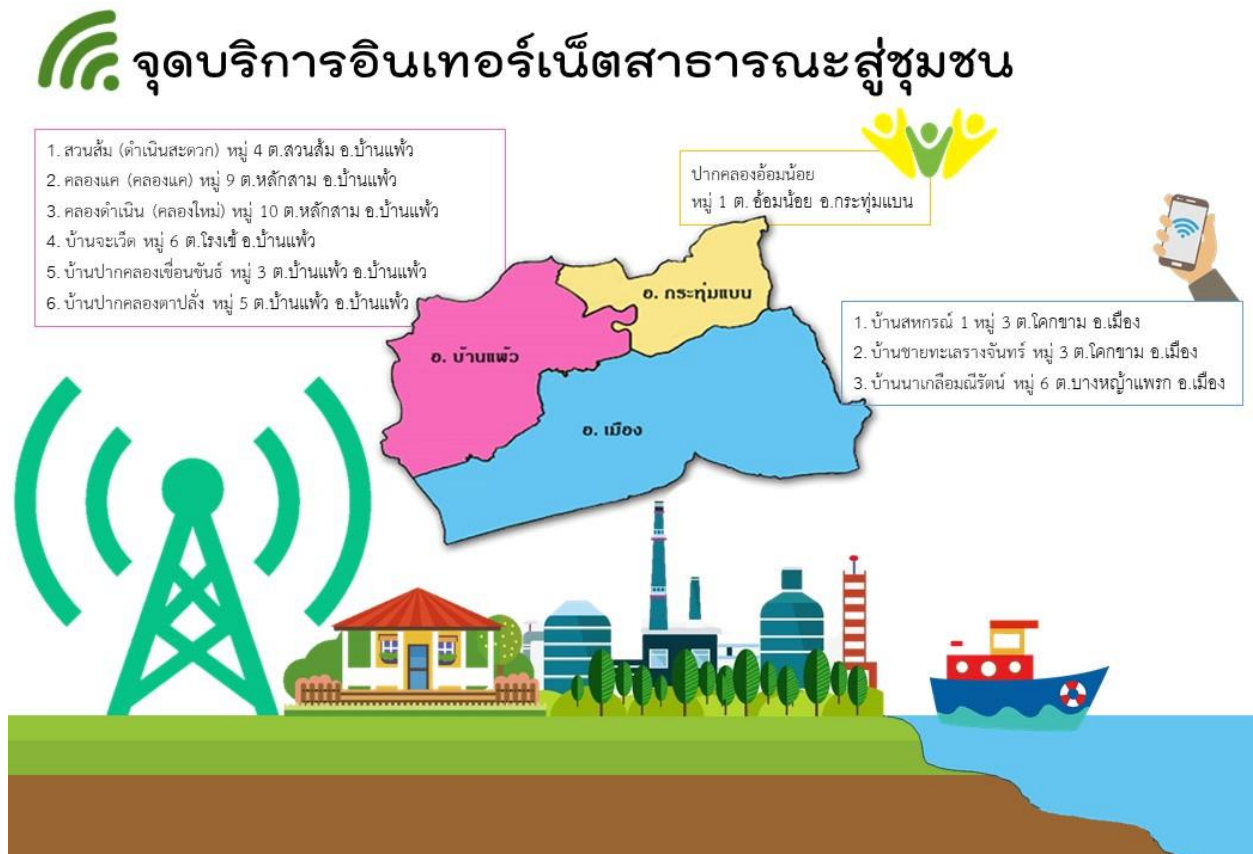 จุดบริการอินเทอร์เน็ตสาธารณะสู่ชุมชน
1. สวนส้ม (ดำเนินสะดวก) หมู่ 4 ต.สวนส้ม อ.บ้านแพ้ว
2. คลองแค (คลองแค) หมู่ 9 ต.หลักสาม อ.บ้านแพ้ว
3. คลองดำเนิน (คลองใหม่) หมู่ 10 ต.หลักสาม อ.บ้านแพ้ว
4. บ้านจะเว็ด หมู่ 6 ต.โรงเข้ อ.บ้านแพ้ว
5. บ้านปากคลองเขื่อนขันธ์ หมู่ 3 ต.บ้านแพ้ว อ.บ้านแพ้ว
6. บ้านปากคลองตาปลั่ง หมู่ 5 ต.บ้านแพ้ว อ.บ้านแพ้ว
ปากคลองอ้อมน้อย
หมู่ 1 ต. อ้อมน้อย อ.กระทุ่มแบน
1. บ้านสหกรณ์ 1 หมู่ 3 ต.โคกขาม อ.เมือง
2. บ้านชายทะเลรางจันทร์ หมู่ 3 ต.โคกขาม อ.เมือง
3. บ้านนาเกลือมณีรัตน์ หมู่ 6 ต.บางหญ้าแพรก อ.เมือง
อ. กระทุ่มแบน
อ. บ้านแพ้ว
อ. เมือง